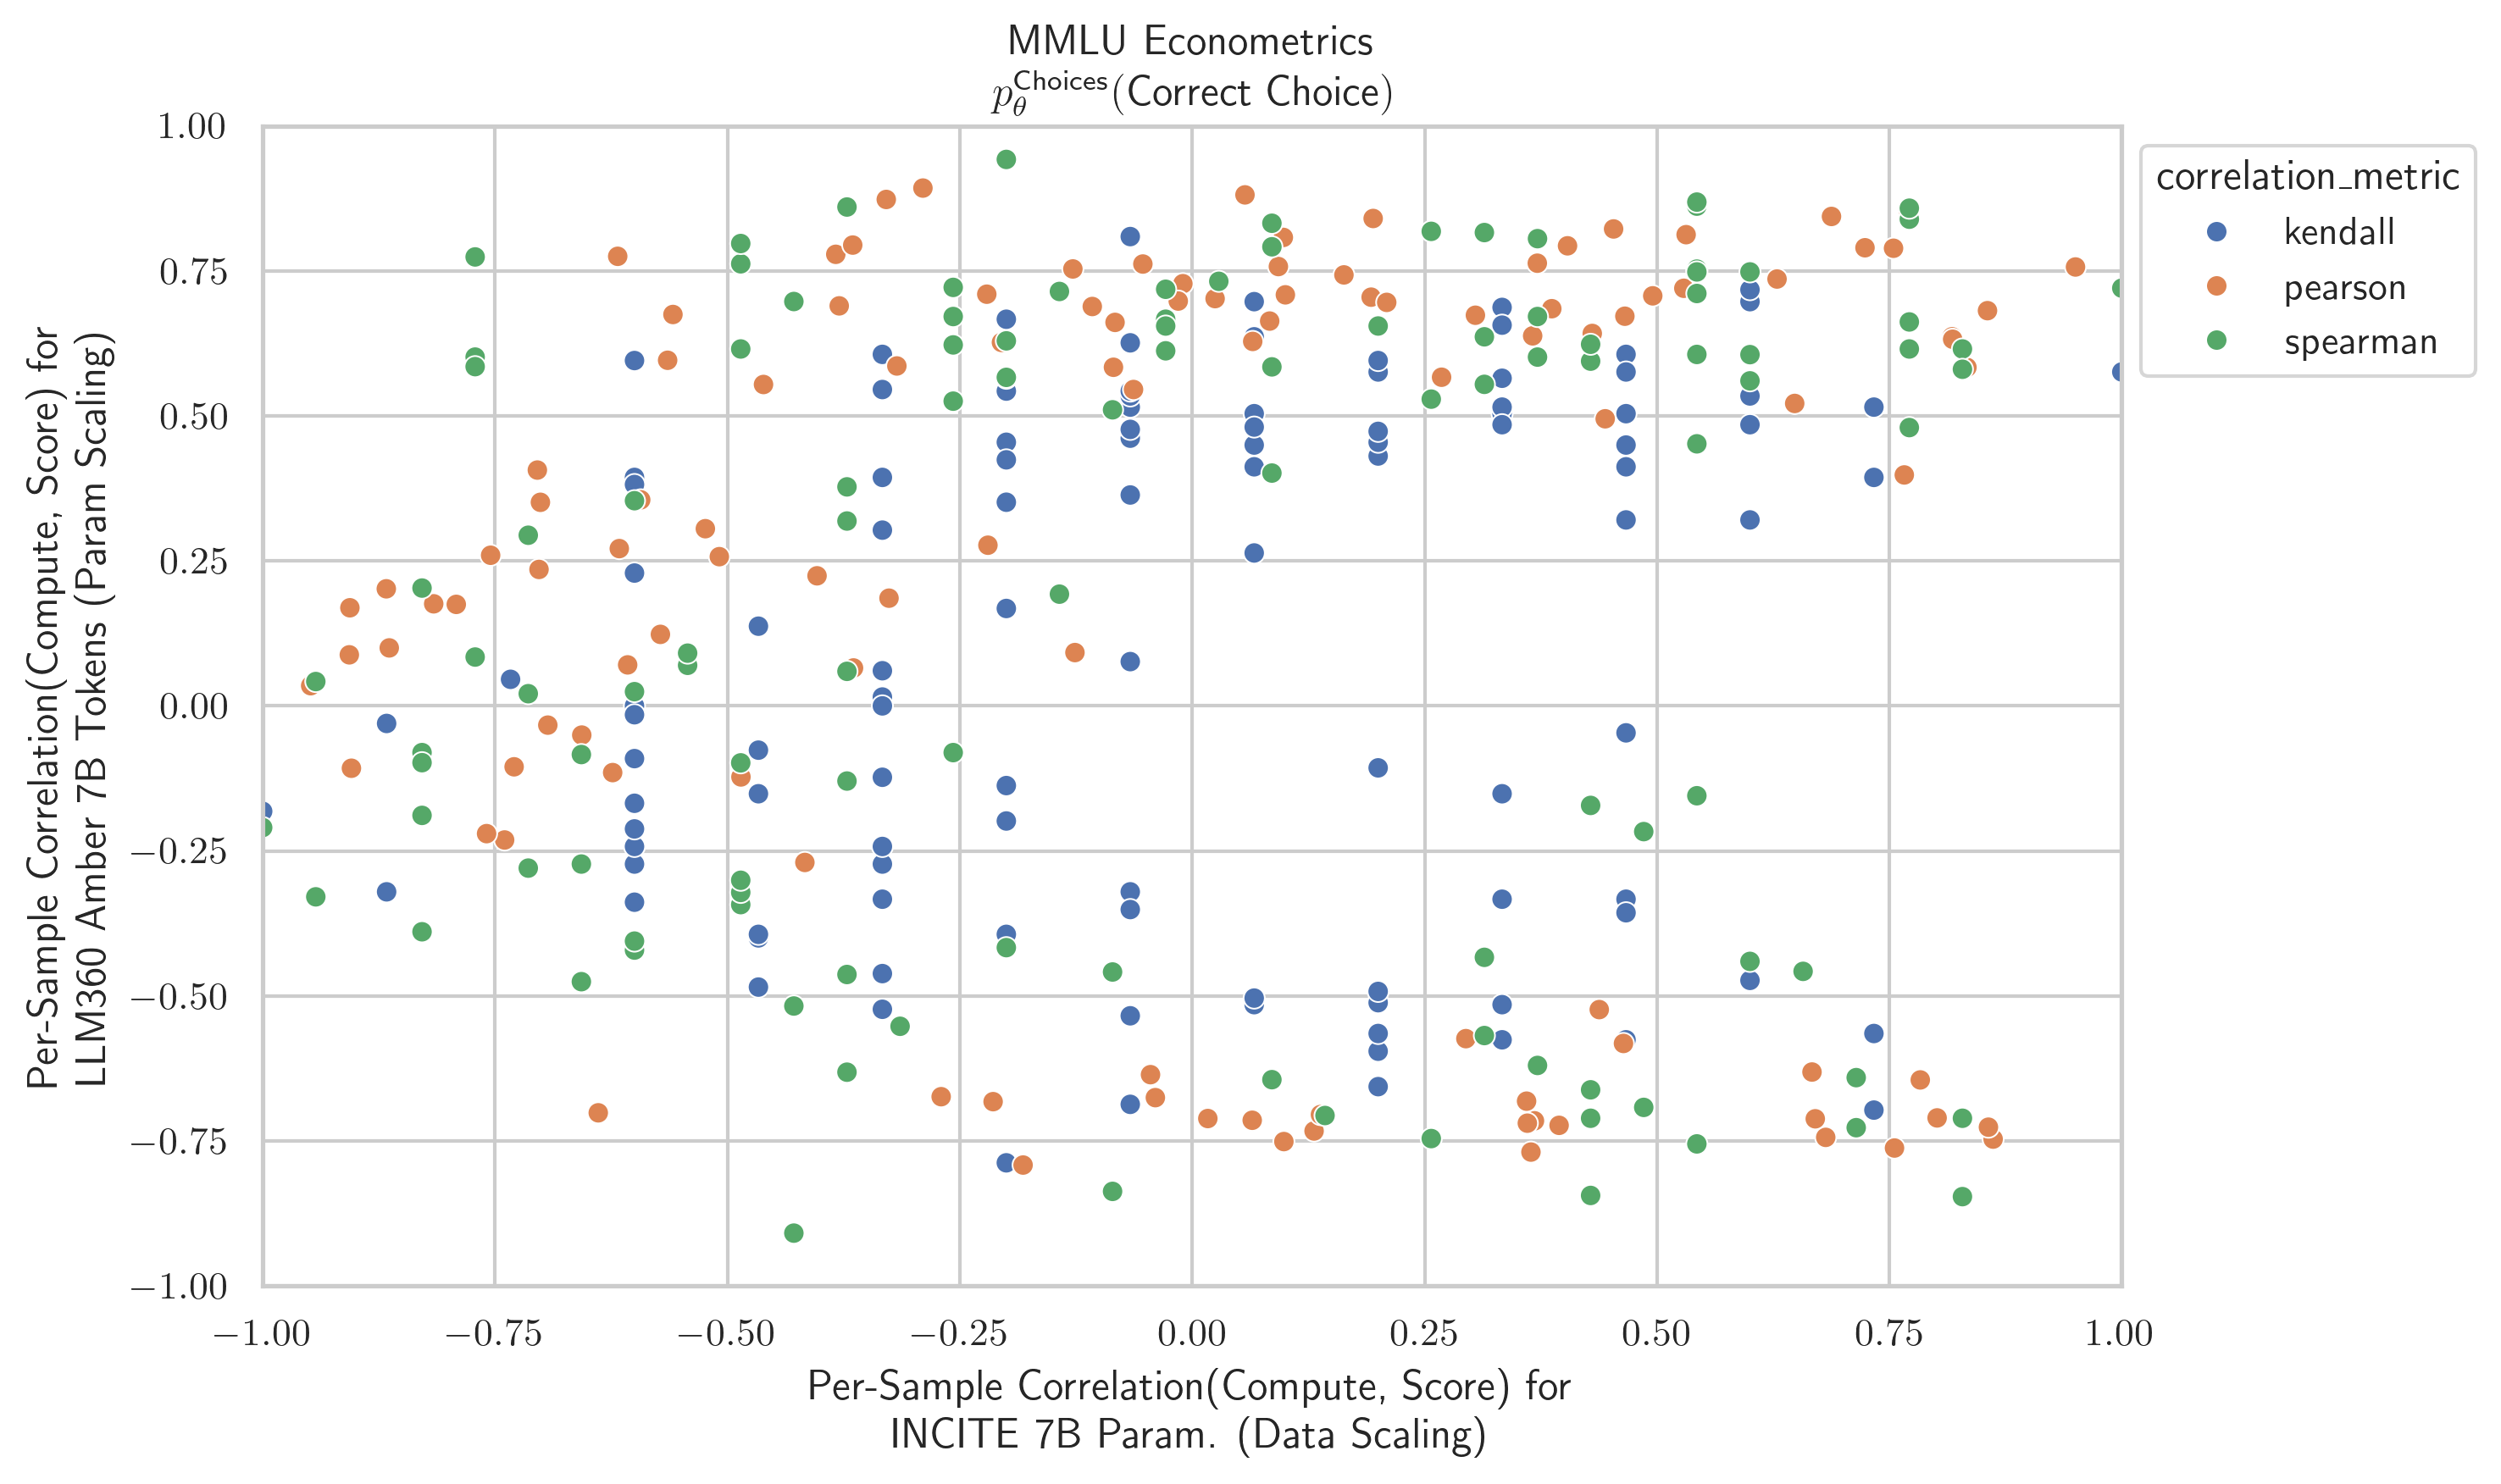 MMLU Econometrics
p_θ^Choices(Correct Choice)
1.00
0.75
0.50
0.25
0.00
−0.25
−0.50
−0.75
−1.00
Per-Sample Correlation(Compute, Score) for
LLM360 Amber 7B Tokens (Param Scaling)
−1.00 −0.75 −0.50 −0.25 0.00 0.25 0.50 0.75 1.00
Per-Sample Correlation(Compute, Score) for
INCITE 7B Param. (Data Scaling)
correlation_metric
kendall
pearson
spearman